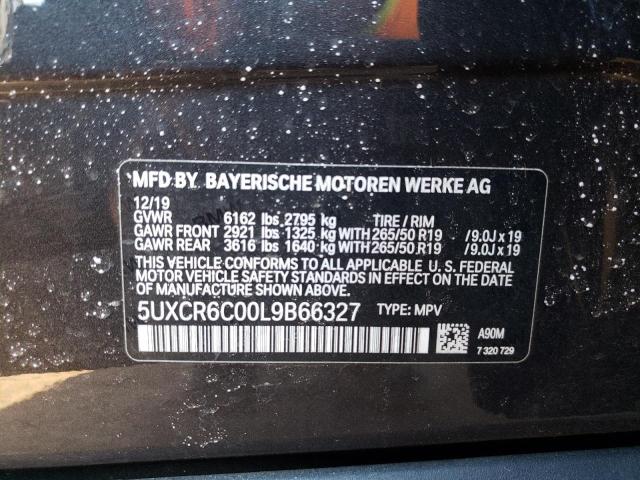 MFD BY BAYERISCHE MOTOREN WERKE AG
12/19
GVWR 6162 lbs 2795 kg TIRE / RIM
GAWR FRONT 2921 lbs 1325 kg WITH 265/50 R19 /9.0J x 19
GAWR REAR 3616 lbs 1640 kg WITH 265/50 R19 /9.0J x 19
THIS VEHICLE CONFORMS TO ALL APPLICABLE U. S. FEDERAL
MOTOR VEHICLE SAFETY STANDARDS IN EFFECT ON THE DATE
OF MANUFACTURE SHOWN ABOVE.
5UXCR6C00L9B66327 TYPE: MPV
A90M
7 320 729